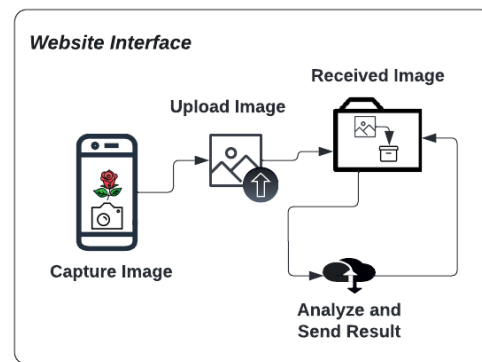 Website Interface
Received Image
Upload Image
Capture Image
Analyze and
Send Result